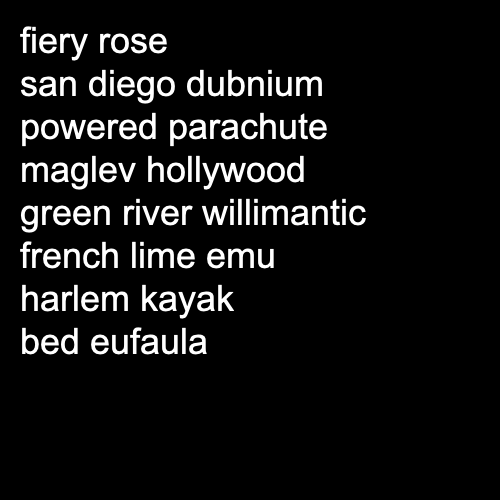 fiery rose
san diego dubnium
powered parachute
maglev hollywood
green river willimantic
french lime emu
harlem kayak
bed eufaula